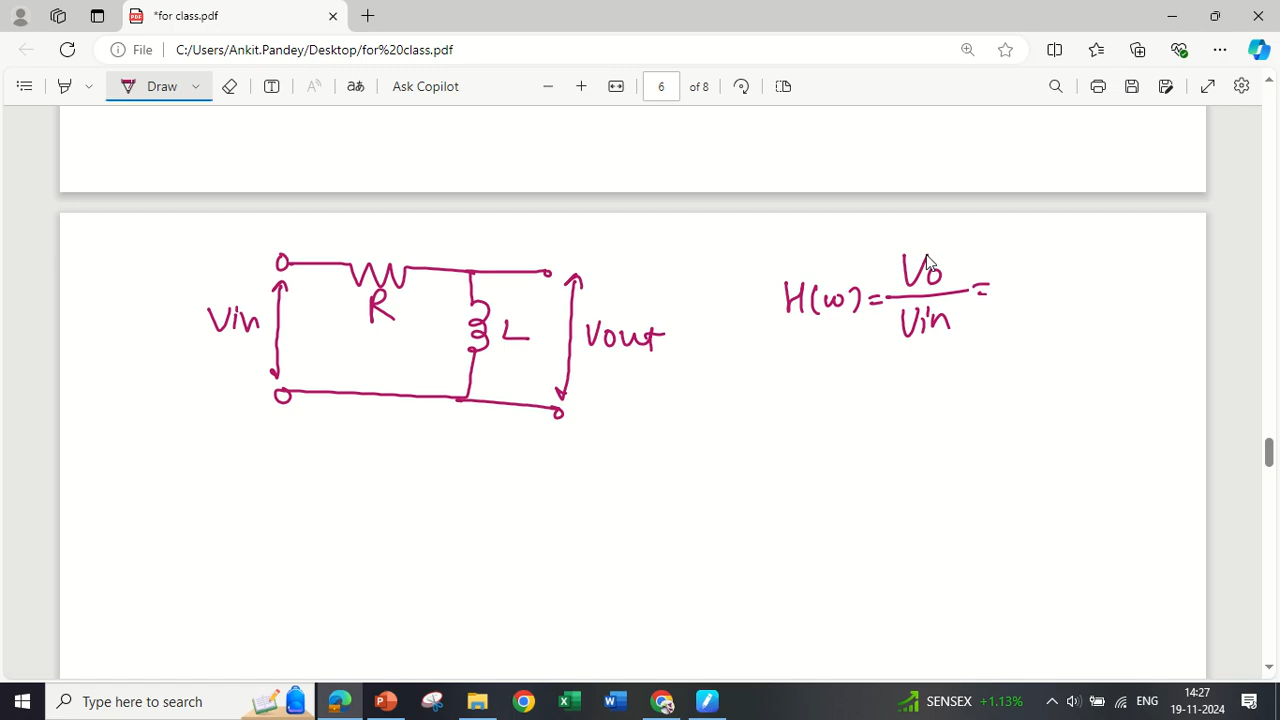 *for class.pdf
File C:/Users/Ankit.Pandey/Desktop/for%20class.pdf
Draw Ask Copilot 6 of 8
Vin R L Vout
H(ω) = Vo / Vin =
Type here to search SENSEX +1.13% ENG 14:27
19-11-2024